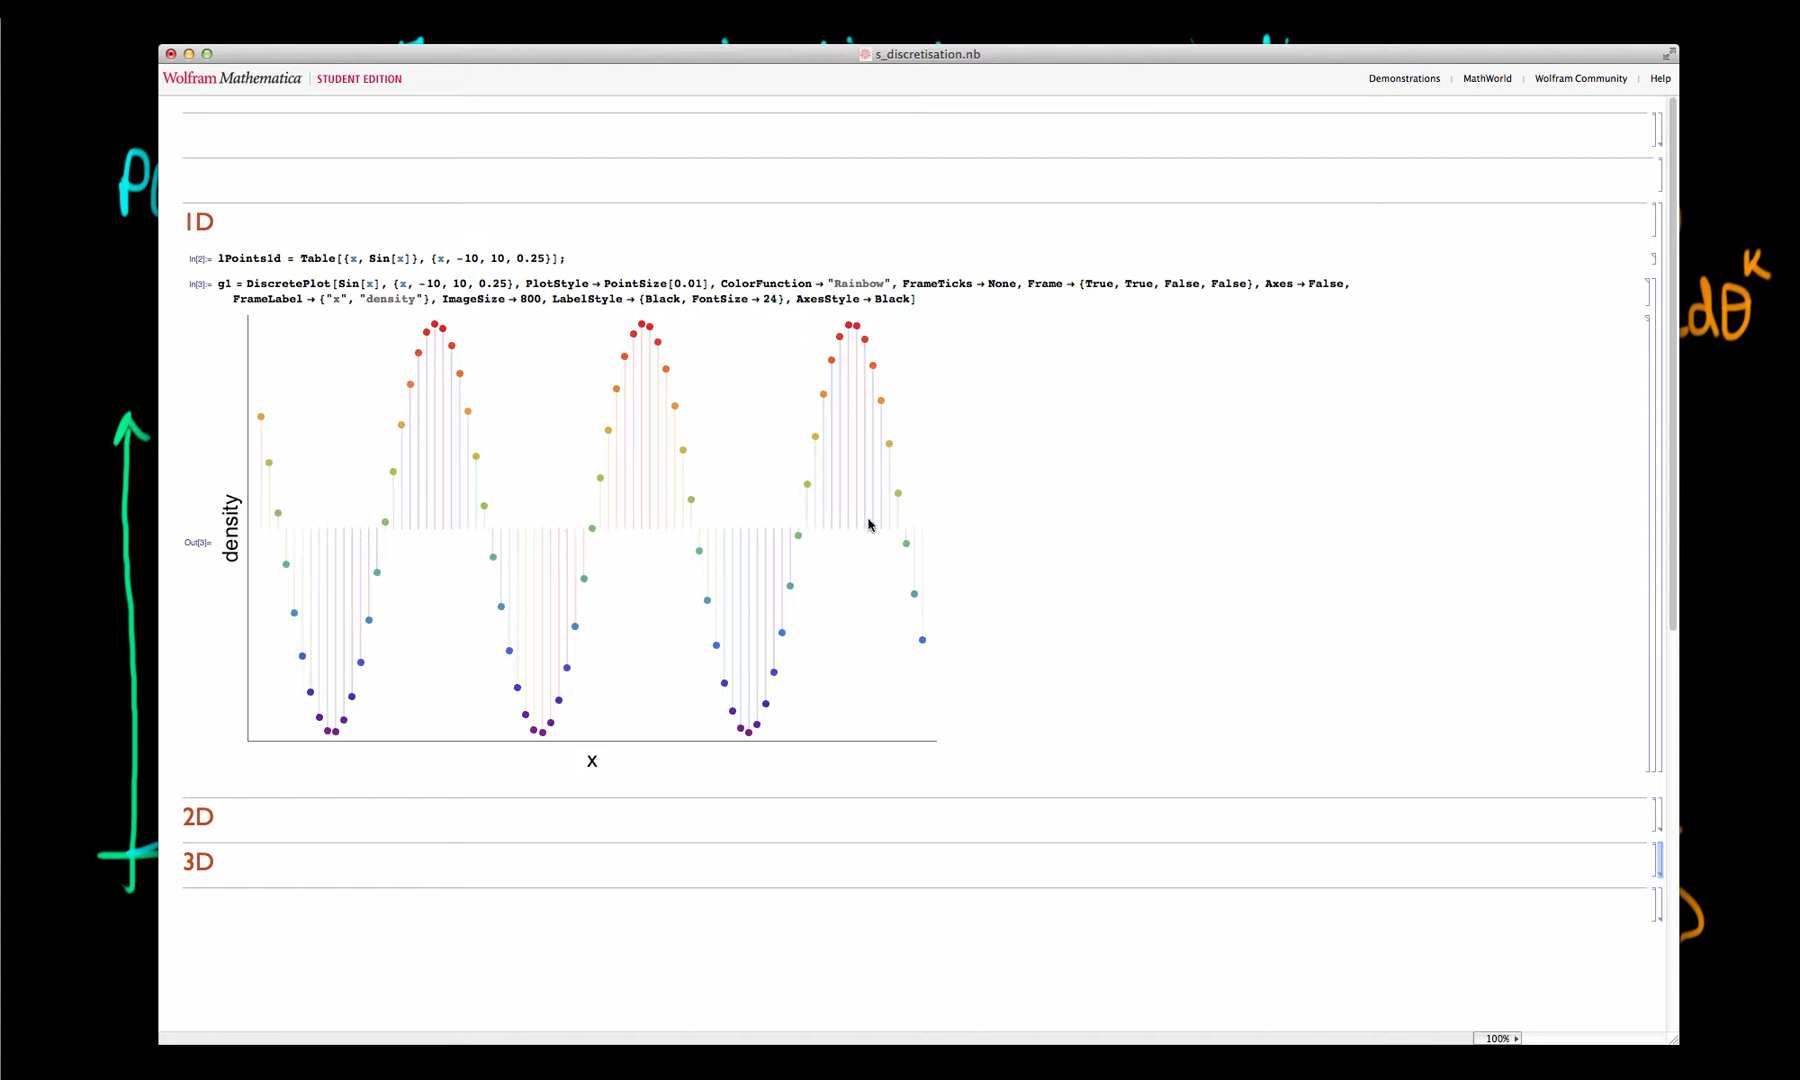 s_discretisation.nb
Wolfram Mathematica | STUDENT EDITION
Demonstrations | MathWorld | Wolfram Community | Help
P(
1D
In[2]:= lPoints1d = Table[{x, Sin[x]}, {x, -10, 10, 0.25}];
In[3]:= g1 = DiscretePlot[Sin[x], {x, -10, 10, 0.25}, PlotStyle → PointSize[0.01], ColorFunction → "Rainbow", FrameTicks → None, Frame → {True, True, False, False}, Axes → False,
FrameLabel → {"x", "density"}, ImageSize → 800, LabelStyle → {Black, FontSize → 24}, AxesStyle → Black]
dθᴷ
density
Out[3]=
x
2D
3D
100%